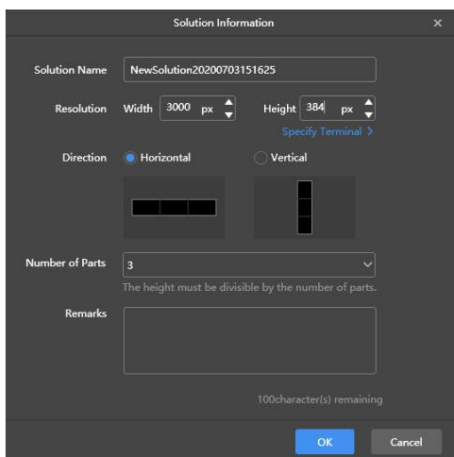 Solution Information
Solution Name NewSolution20200703151625
Resolution Width 3000 px Height 384 px
Specify Terminal >
Direction Horizontal Vertical
Number of Parts 3
The height must be divisible by the number of parts.
Remarks
100character(s) remaining
OK Cancel